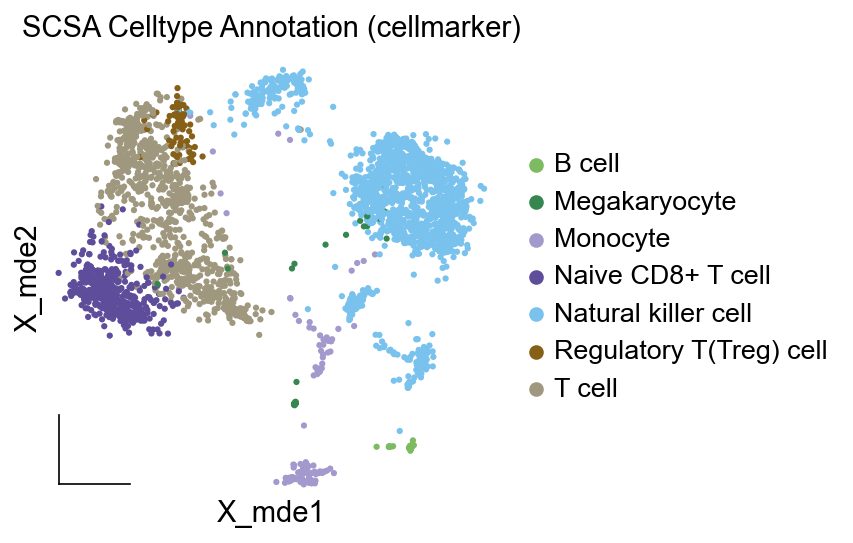 SCSA Celltype Annotation (cellmarker)
B cell
Megakaryocyte
Monocyte
Naive CD8+ T cell
Natural killer cell
Regulatory T(Treg) cell
T cell
X_mde2
X_mde1